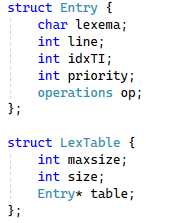 struct Entry {
char lexema;
int line;
int idxTI;
int priority;
operations op;
};
struct LexTable {
int maxsize;
int size;
Entry* table;
};